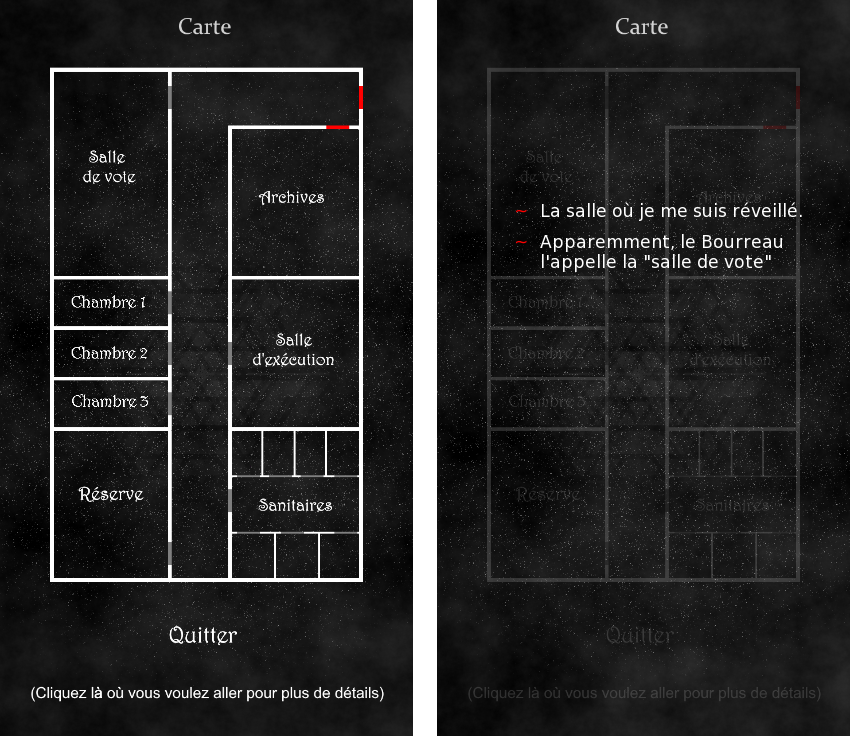 Carte
Salle
de vote
Archives
Chambre 1
Salle
d'exécution
Chambre 2
Chambre 3
Réserve
Sanitaires
Quitter
(Cliquez là où vous voulez aller pour plus de détails)
Carte
Salle
de vote
Archives
~ La salle où je me suis réveillé.
~ Apparemment, le Bourreau
l'appelle la "salle de vote"
Chambre 1
Salle
d'exécution
Chambre 2
Chambre 3
Réserve
Sanitaires
Quitter
(Cliquez là où vous voulez aller pour plus de détails)